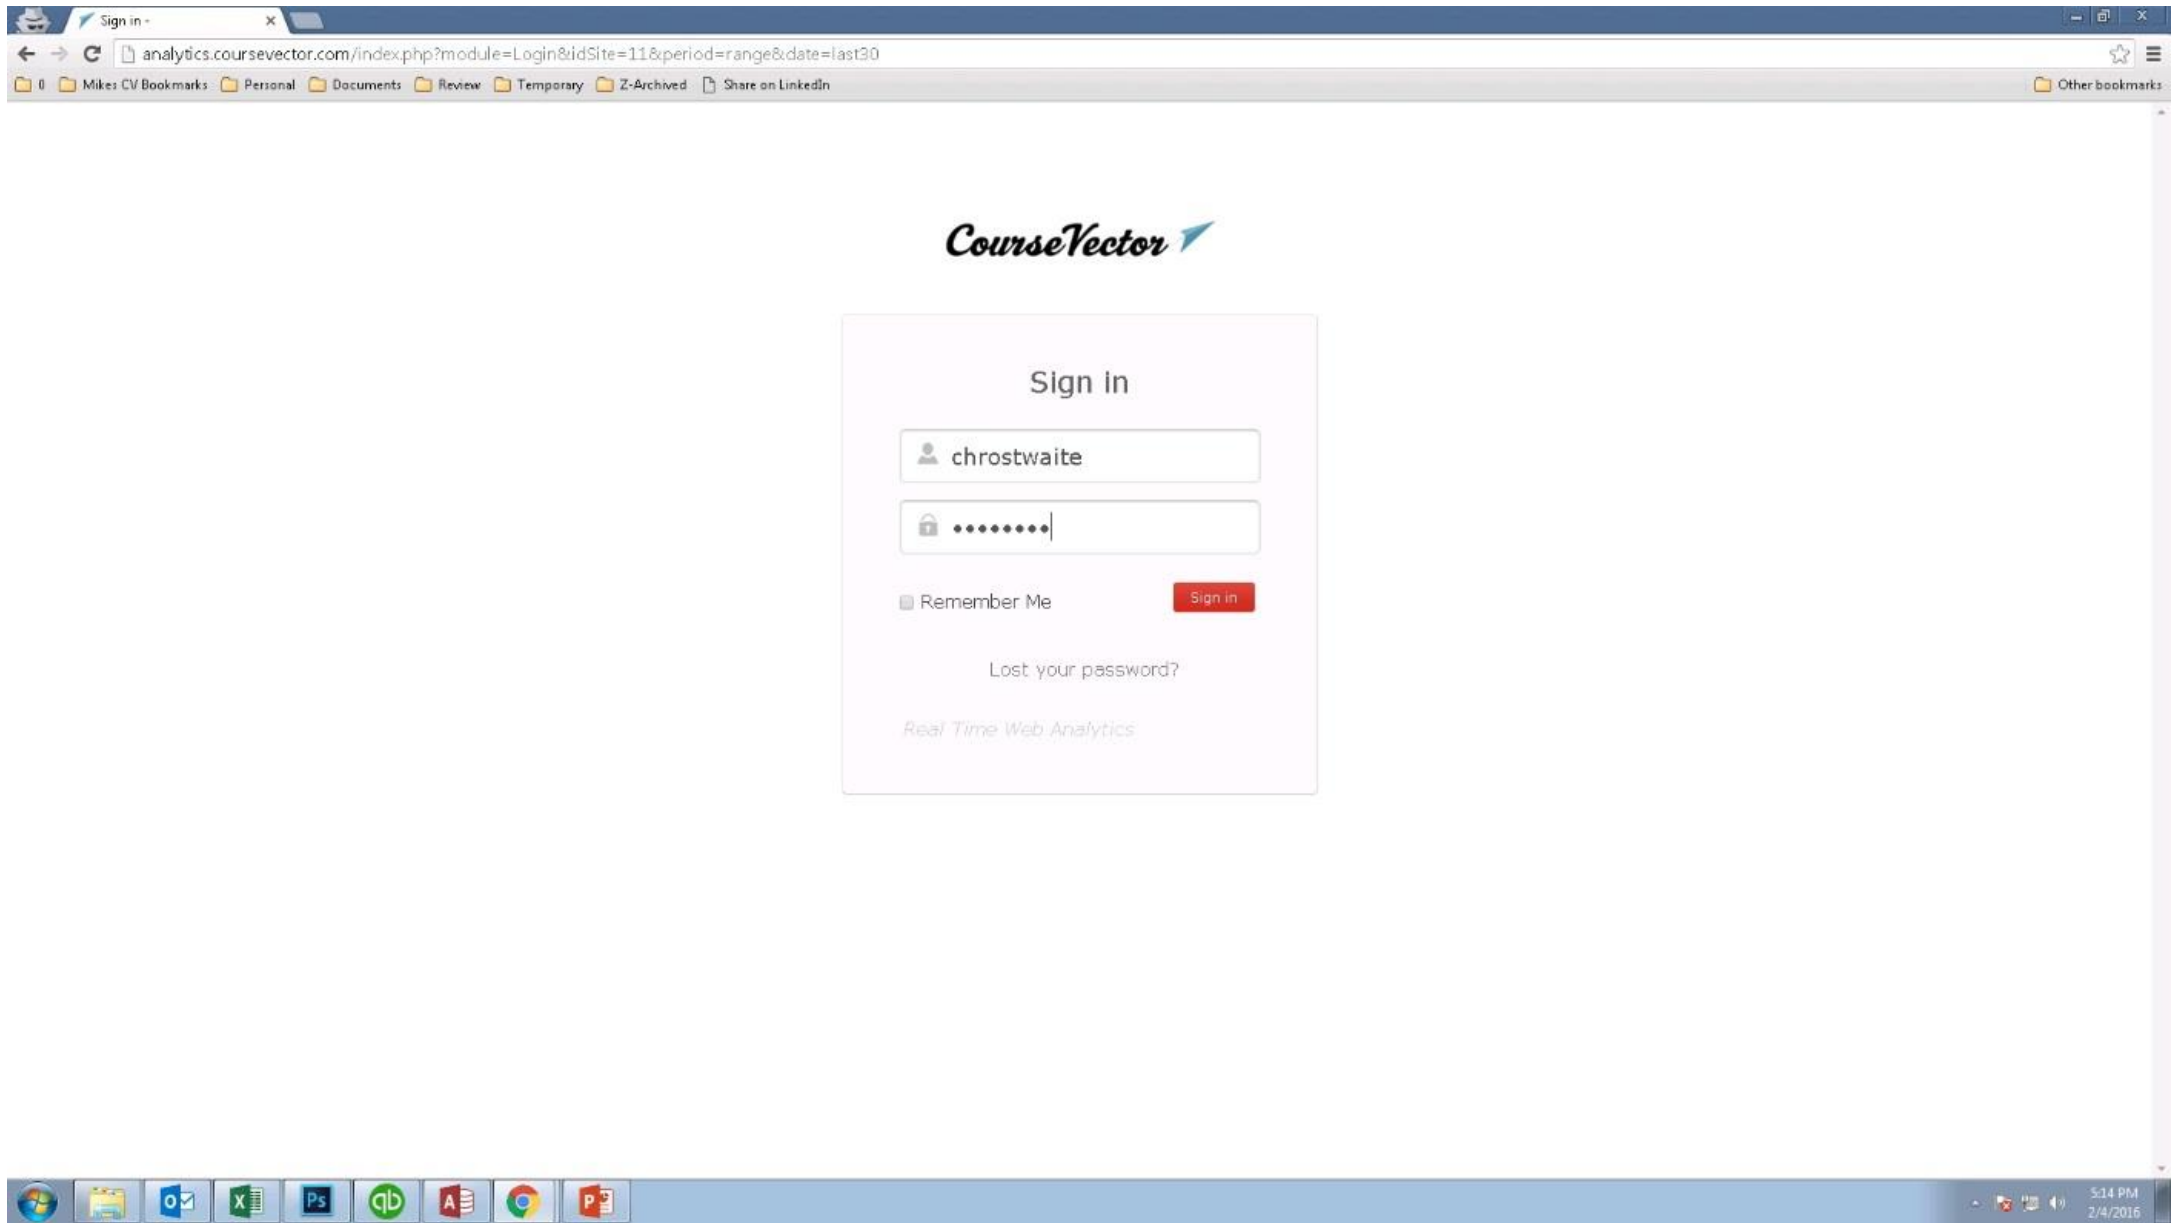 Sign in -
analytics.coursevector.com/index.php?module=Login&idSite=11&period=range&date=last30
0 Mikes CV Bookmarks Personal Documents Review Temporary Z-Archived Share on LinkedIn Other bookmarks
CourseVector
Sign in
chrostwaite
••••••••
Remember Me Sign in
Lost your password?
Real Time Web Analytics
5:14 PM
2/4/2016